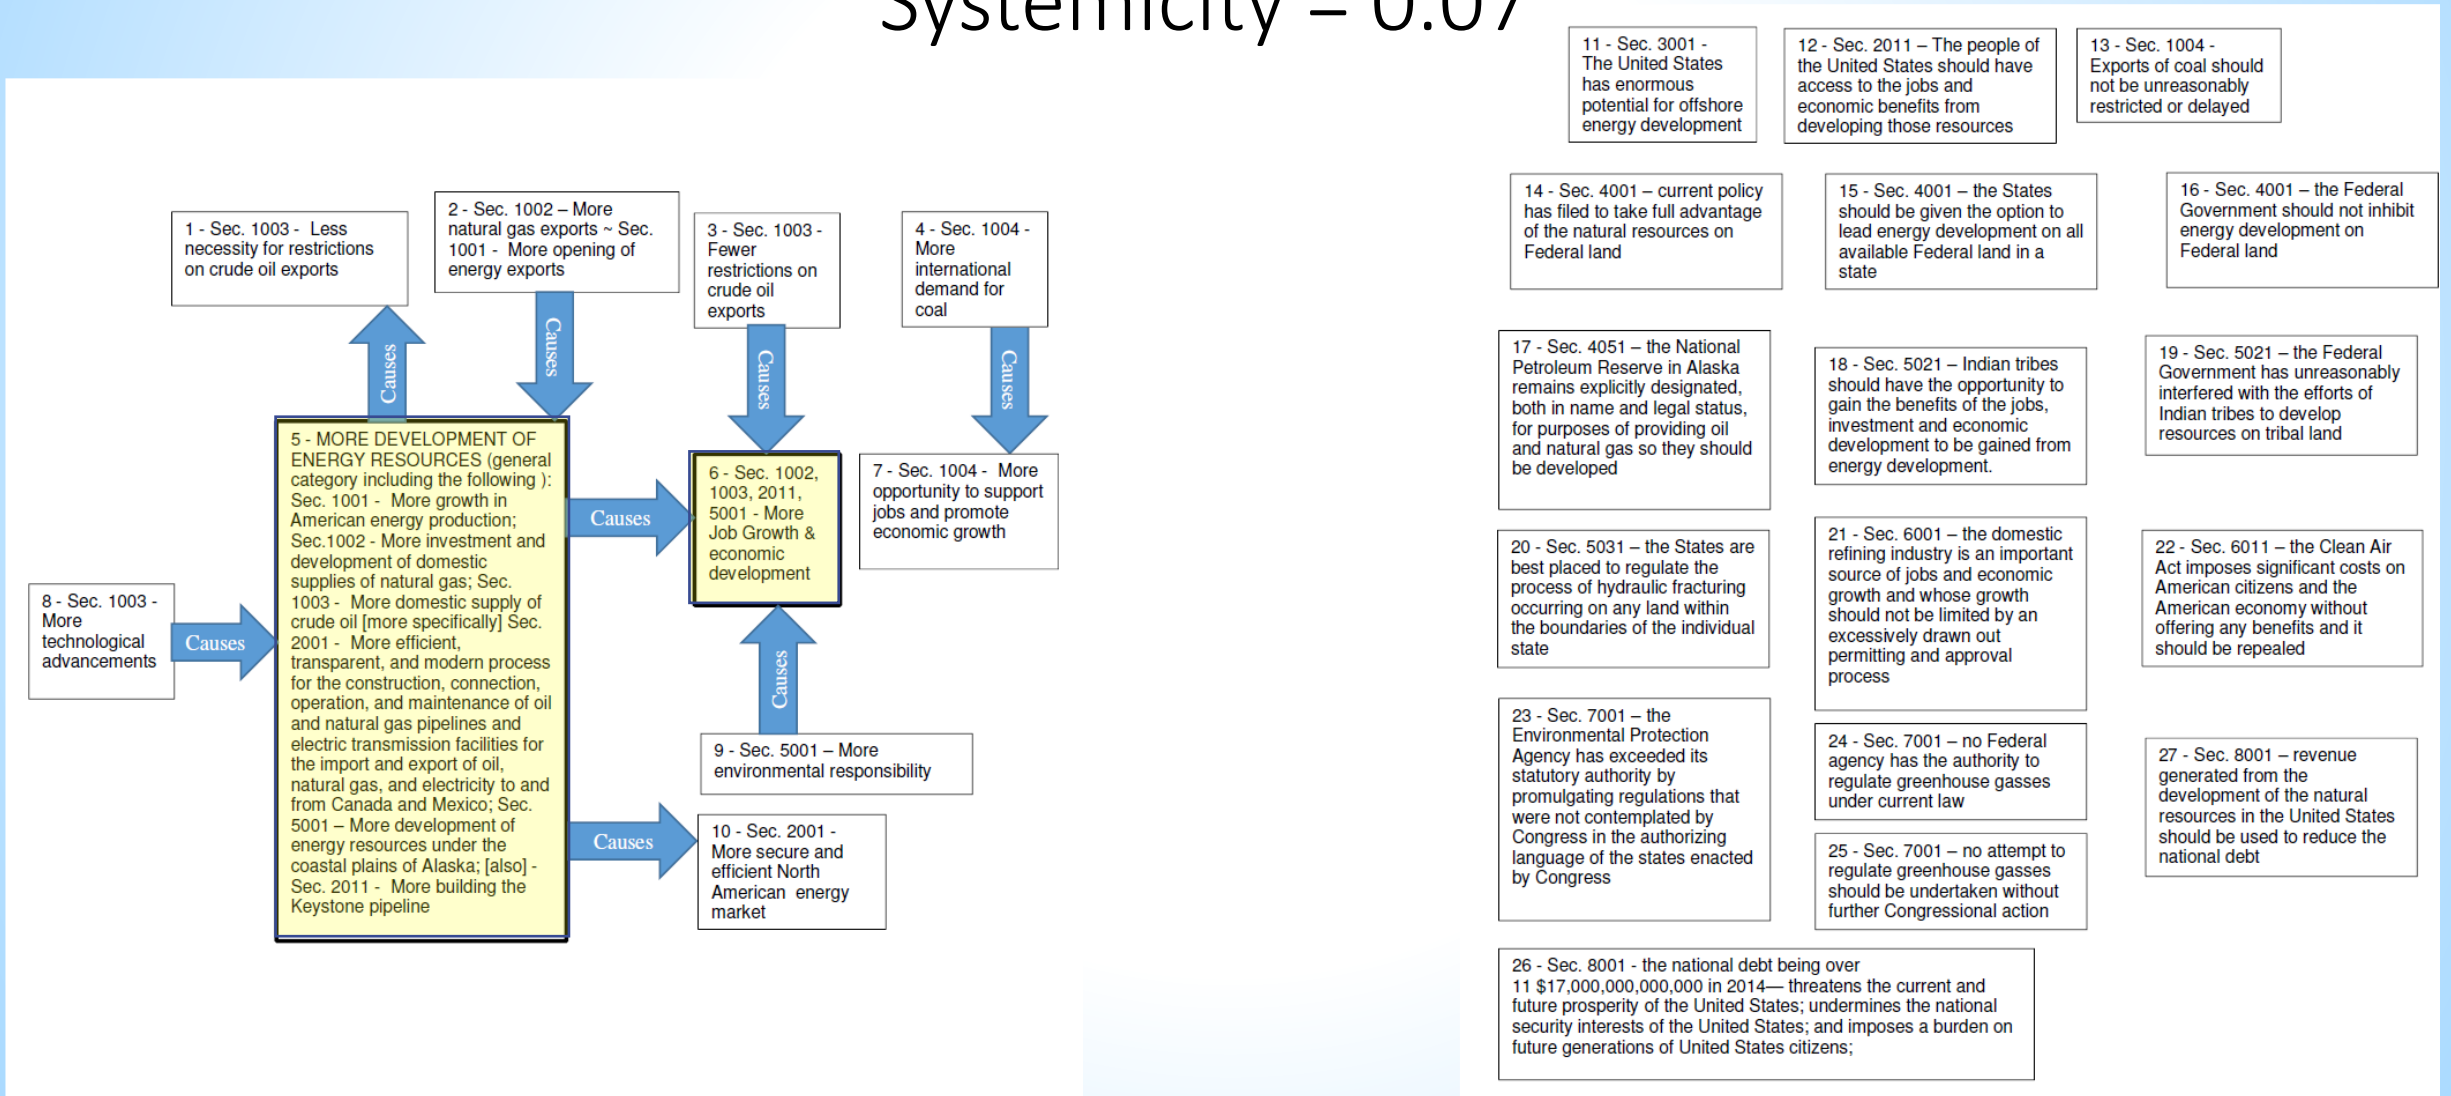 Systemicity = 0.07
1 - Sec. 1003 - Less
necessity for restrictions
on crude oil exports
2 - Sec. 1002 – More
natural gas exports ~ Sec.
1001 - More opening of
energy exports
3 - Sec. 1003 -
Fewer
restrictions on
crude oil
exports
4 - Sec. 1004 -
More
international
demand for
coal
Causes
Causes
Causes
Causes
5 - MORE DEVELOPMENT OF
ENERGY RESOURCES (general
category including the following ):
Sec. 1001 - More growth in
American energy production;
Sec.1002 - More investment and
development of domestic
supplies of natural gas; Sec.
1003 - More domestic supply of
crude oil [more specifically] Sec.
2001 - More efficient,
transparent, and modern process
for the construction, connection,
operation, and maintenance of oil
and natural gas pipelines and
electric transmission facilities for
the import and export of oil,
natural gas, and electricity to and
from Canada and Mexico; Sec.
5001 – More development of
energy resources under the
coastal plains of Alaska; [also] -
Sec. 2011 - More building the
Keystone pipeline
Causes
6 - Sec. 1002,
1003, 2011,
5001 - More
Job Growth &
economic
development
7 - Sec. 1004 - More
opportunity to support
jobs and promote
economic growth
8 - Sec. 1003 -
More
technological
advancements
Causes
Causes
9 - Sec. 5001 – More
environmental responsibility
Causes
10 - Sec. 2001 -
More secure and
efficient North
American energy
market
11 - Sec. 3001 -
The United States
has enormous
potential for offshore
energy development
12 - Sec. 2011 – The people of
the United States should have
access to the jobs and
economic benefits from
developing those resources
13 - Sec. 1004 -
Exports of coal should
not be unreasonably
restricted or delayed
14 - Sec. 4001 – current policy
has filed to take full advantage
of the natural resources on
Federal land
15 - Sec. 4001 – the States
should be given the option to
lead energy development on all
available Federal land in a
state
16 - Sec. 4001 – the Federal
Government should not inhibit
energy development on
Federal land
17 - Sec. 4051 – the National
Petroleum Reserve in Alaska
remains explicitly designated,
both in name and legal status,
for purposes of providing oil
and natural gas so they should
be developed
18 - Sec. 5021 – Indian tribes
should have the opportunity to
gain the benefits of the jobs,
investment and economic
development to be gained from
energy development.
19 - Sec. 5021 – the Federal
Government has unreasonably
interfered with the efforts of
Indian tribes to develop
resources on tribal land
20 - Sec. 5031 – the States are
best placed to regulate the
process of hydraulic fracturing
occurring on any land within
the boundaries of the individual
state
21 - Sec. 6001 – the domestic
refining industry is an important
source of jobs and economic
growth and whose growth
should not be limited by an
excessively drawn out
permitting and approval
process
22 - Sec. 6011 – the Clean Air
Act imposes significant costs on
American citizens and the
American economy without
offering any benefits and it
should be repealed
23 - Sec. 7001 – the
Environmental Protection
Agency has exceeded its
statutory authority by
promulgating regulations that
were not contemplated by
Congress in the authorizing
language of the states enacted
by Congress
24 - Sec. 7001 – no Federal
agency has the authority to
regulate greenhouse gasses
under current law
25 - Sec. 7001 – no attempt to
regulate greenhouse gasses
should be undertaken without
further Congressional action
27 - Sec. 8001 – revenue
generated from the
development of the natural
resources in the United States
should be used to reduce the
national debt
26 - Sec. 8001 - the national debt being over
11 $17,000,000,000,000 in 2014— threatens the current and
future prosperity of the United States; undermines the national
security interests of the United States; and imposes a burden on
future generations of United States citizens;